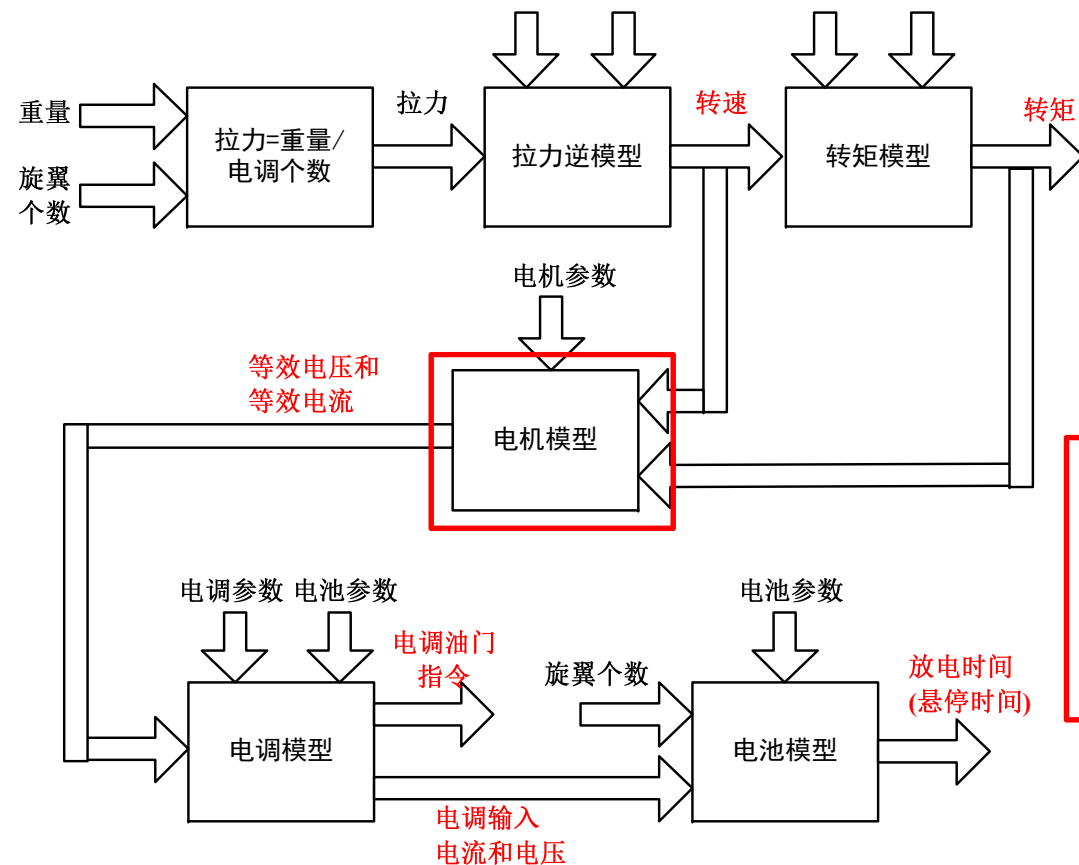 重量
旋翼
个数
拉力=重量/
电调个数
拉力
拉力逆模型
转速
转矩模型
转矩
电机参数
等效电压和
等效电流
电机模型
电调参数
电池参数
电调油门
指令
旋翼个数
电池参数
放电时间
(悬停时间)
电调模型
电池模型
电调输入
电流和电压